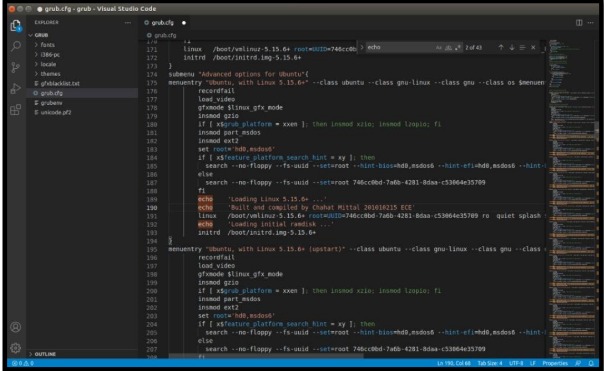 grub.cfg - grub - Visual Studio Code
EXPLORER
grub.cfg
GRUB
fonts
i386-pc
locale
themes
gfxblacklist.txt
grub.cfg
grubenv
unicode.pf2
OUTLINE
grub.cfg
echo
2 of 43
171 linux /boot/vmlinuz-5.15.6+ root=UUID=746cc0b
172 initrd /boot/initrd.img-5.15.6+
173 }
174 submenu "Advanced options for Ubuntu"{
175 menuentry "Ubuntu, with Linux 5.15.6+" --class ubuntu --class gnu-linux --class gnu --class os $menuen
176 recordfail
177 load_video
178 gfxmode $linux_gfx_mode
179 insmod gzio
180 if [ x$grub_platform = xxen ]; then insmod xzio; insmod lzopio; fi
181 insmod part_msdos
182 insmod ext2
183 set root='hd0,msdos6'
184 if [ x$feature_platform_search_hint = xy ]; then
185 search --no-floppy --fs-uuid --set=root --hint-bios=hd0,msdos6 --hint-efi=hd0,msdos6 --hint-
186 else
187 search --no-floppy --fs-uuid --set=root 746cc0bd-7a6b-4281-8daa-c53064e35709
188 fi
189 echo 'Loading Linux 5.15.6+ ...'
190 echo 'Built and compiled by Chahat Mittal 201010215 ECE'
191 linux /boot/vmlinuz-5.15.6+ root=UUID=746cc0bd-7a6b-4281-8daa-c53064e35709 ro quiet splash
192 echo 'Loading initial ramdisk ...'
193 initrd /boot/initrd.img-5.15.6+
194 }
195 menuentry "Ubuntu, with Linux 5.15.6+ (upstart)" --class ubuntu --class gnu-linux --class gnu --class
196 recordfail
197 load_video
198 gfxmode $linux_gfx_mode
199 insmod gzio
200 if [ x$grub_platform = xxen ]; then insmod xzio; insmod lzopio; fi
201 insmod part_msdos
202 insmod ext2
203 set root='hd0,msdos6'
204 if [ x$feature_platform_search_hint = xy ]; then
205 search --no-floppy --fs-uuid --set=root --hint-bios=hd0,msdos6 --hint-efi=hd0,msdos6 --hint-
206 else
207 search --no-floppy --fs-uuid --set=root 746cc0bd-7a6b-4281-8daa-c53064e35709
208 fi
0 0 Ln 190, Col 68 Tab Size: 4 UTF-8 LF Properties